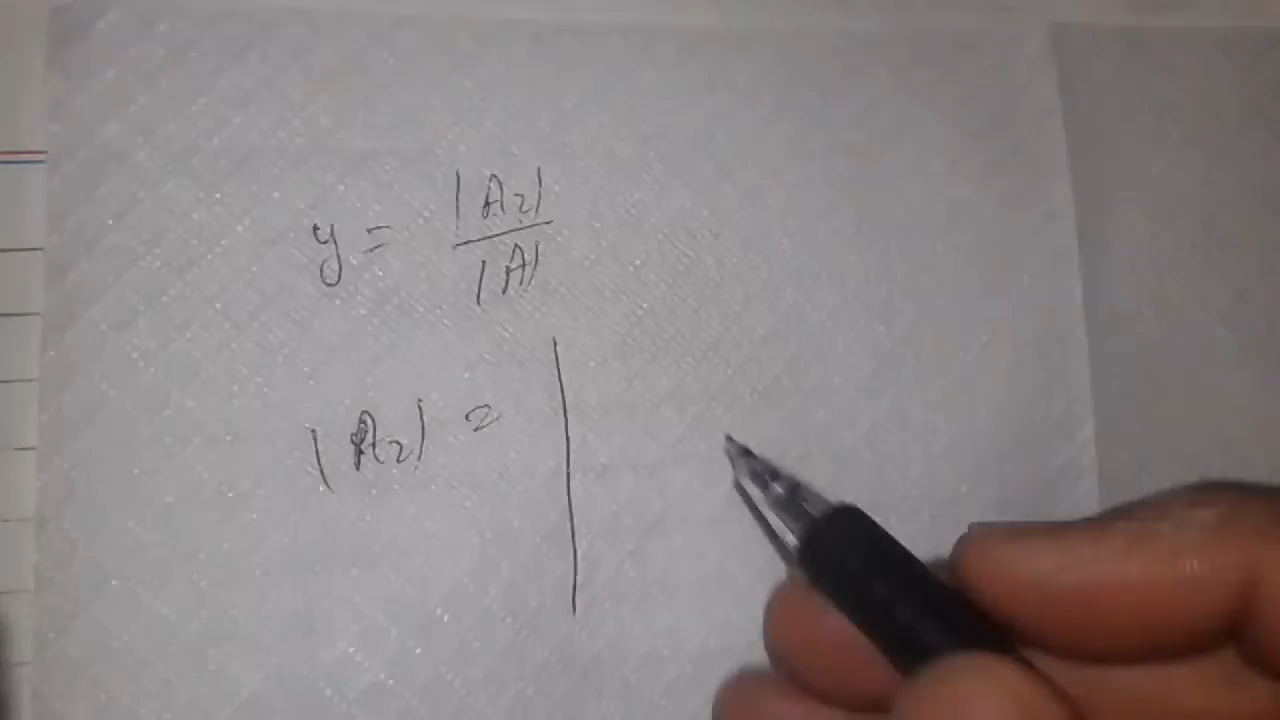 y = |A2| / |A|
|A2| = |